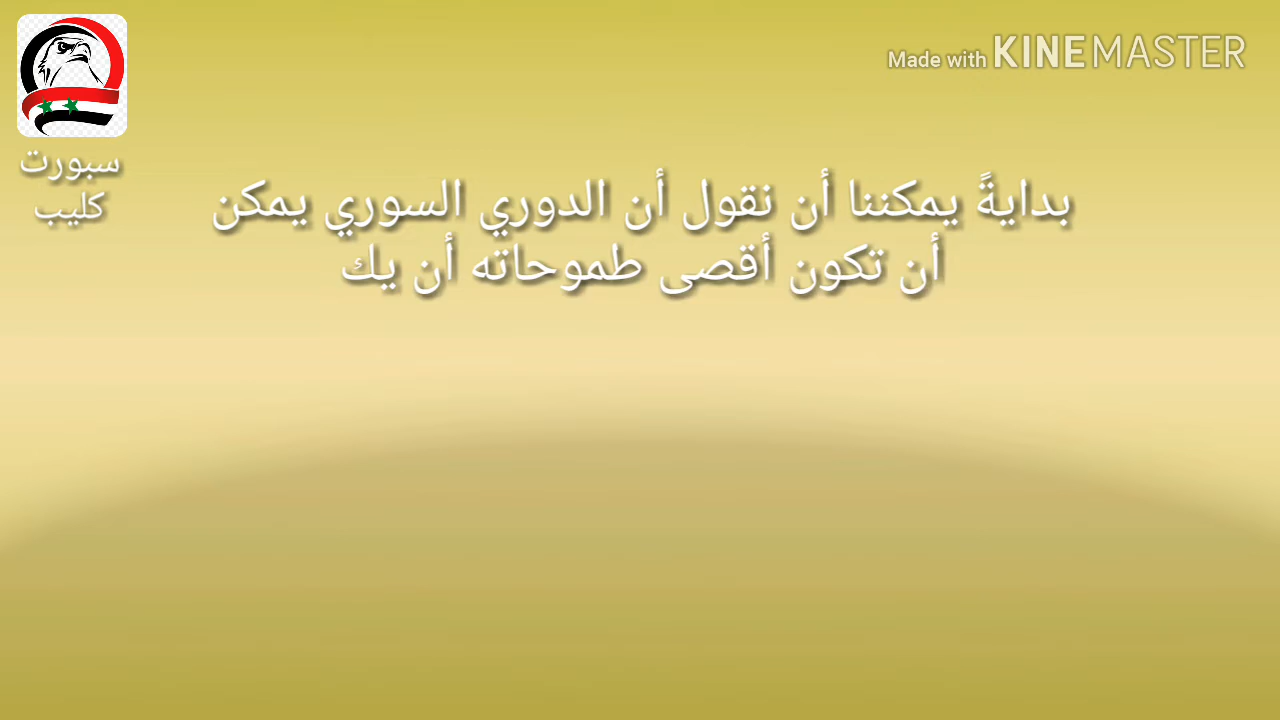 Made with KINEMASTER
سبورت
كليب
بدايةً يمكننا أن نقول أن الدوري السوري يمكن
أن تكون أقصى طموحاته أن يك